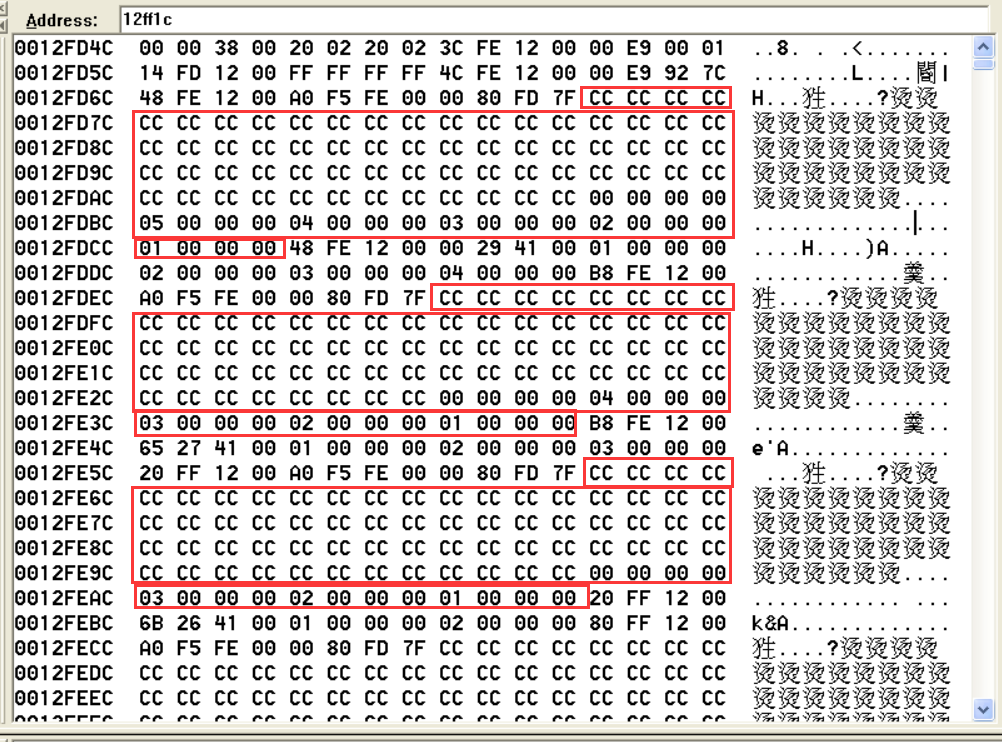 Address: 12ff1c
0012FD4C 00 00 38 00 20 02 20 02 3C FE 12 00 00 E9 00 01 ..8. . .<.......
0012FD5C 14 FD 12 00 FF FF FF FF 4C FE 12 00 00 E9 92 7C ........L....閽|
0012FD6C 48 FE 12 00 A0 F5 FE 00 00 80 FD 7F CC CC CC CC H...狌....?烫烫
0012FD7C CC CC CC CC CC CC CC CC CC CC CC CC CC CC CC CC 烫烫烫烫烫烫烫烫
0012FD8C CC CC CC CC CC CC CC CC CC CC CC CC CC CC CC CC 烫烫烫烫烫烫烫烫
0012FD9C CC CC CC CC CC CC CC CC CC CC CC CC CC CC CC CC 烫烫烫烫烫烫烫烫
0012FDAC CC CC CC CC CC CC CC CC CC CC CC CC 00 00 00 00 烫烫烫烫烫烫....
0012FDBC 05 00 00 00 04 00 00 00 03 00 00 00 02 00 00 00 ................
0012FDCC 01 00 00 00 48 FE 12 00 00 29 41 00 01 00 00 00 ....H....)A.....
0012FDDC 02 00 00 00 03 00 00 00 04 00 00 00 B8 FE 12 00 ............羹..
0012FDEC A0 F5 FE 00 00 80 FD 7F CC CC CC CC CC CC CC CC 狌....?烫烫烫烫
0012FDFC CC CC CC CC CC CC CC CC CC CC CC CC CC CC CC CC 烫烫烫烫烫烫烫烫
0012FE0C CC CC CC CC CC CC CC CC CC CC CC CC CC CC CC CC 烫烫烫烫烫烫烫烫
0012FE1C CC CC CC CC CC CC CC CC CC CC CC CC CC CC CC CC 烫烫烫烫烫烫烫烫
0012FE2C CC CC CC CC CC CC CC CC 00 00 00 00 04 00 00 00 烫烫烫烫........
0012FE3C 03 00 00 00 02 00 00 00 01 00 00 00 B8 FE 12 00 ............羹..
0012FE4C 65 27 41 00 01 00 00 00 02 00 00 00 03 00 00 00 e'A.............
0012FE5C 20 FF 12 00 A0 F5 FE 00 00 80 FD 7F CC CC CC CC ...狌....?烫烫
0012FE6C CC CC CC CC CC CC CC CC CC CC CC CC CC CC CC CC 烫烫烫烫烫烫烫烫
0012FE7C CC CC CC CC CC CC CC CC CC CC CC CC CC CC CC CC 烫烫烫烫烫烫烫烫
0012FE8C CC CC CC CC CC CC CC CC CC CC CC CC CC CC CC CC 烫烫烫烫烫烫烫烫
0012FE9C CC CC CC CC CC CC CC CC CC CC CC CC 00 00 00 00 烫烫烫烫烫烫....
0012FEAC 03 00 00 00 02 00 00 00 01 00 00 00 20 FF 12 00 ............ ...
0012FEBC 6B 26 41 00 01 00 00 00 02 00 00 00 80 FF 12 00 k&A.............
0012FECC A0 F5 FE 00 00 80 FD 7F CC CC CC CC CC CC CC CC 狌....?烫烫烫烫
0012FEDC CC CC CC CC CC CC CC CC CC CC CC CC CC CC CC CC 烫烫烫烫烫烫烫烫
0012FEEC CC CC CC CC CC CC CC CC CC CC CC CC CC CC CC CC 烫烫烫烫烫烫烫烫